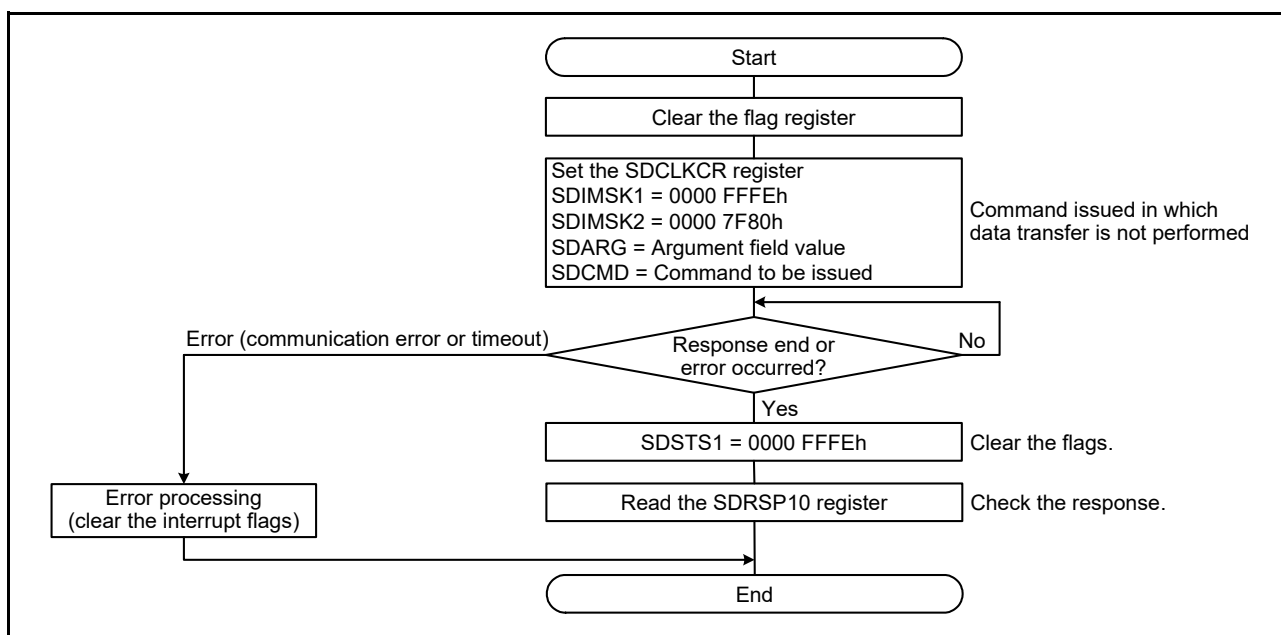 Start
Clear the flag register
Set the SDCLKCR register
SDIMSK1 = 0000 FFFEh
SDIMSK2 = 0000 7F80h
SDARG = Argument field value
SDCMD = Command to be issued
Command issued in which
data transfer is not performed
Error (communication error or timeout)
Response end or
error occurred?
No
Yes
SDSTS1 = 0000 FFFEh
Clear the flags.
Error processing
(clear the interrupt flags)
Read the SDRSP10 register
Check the response.
End